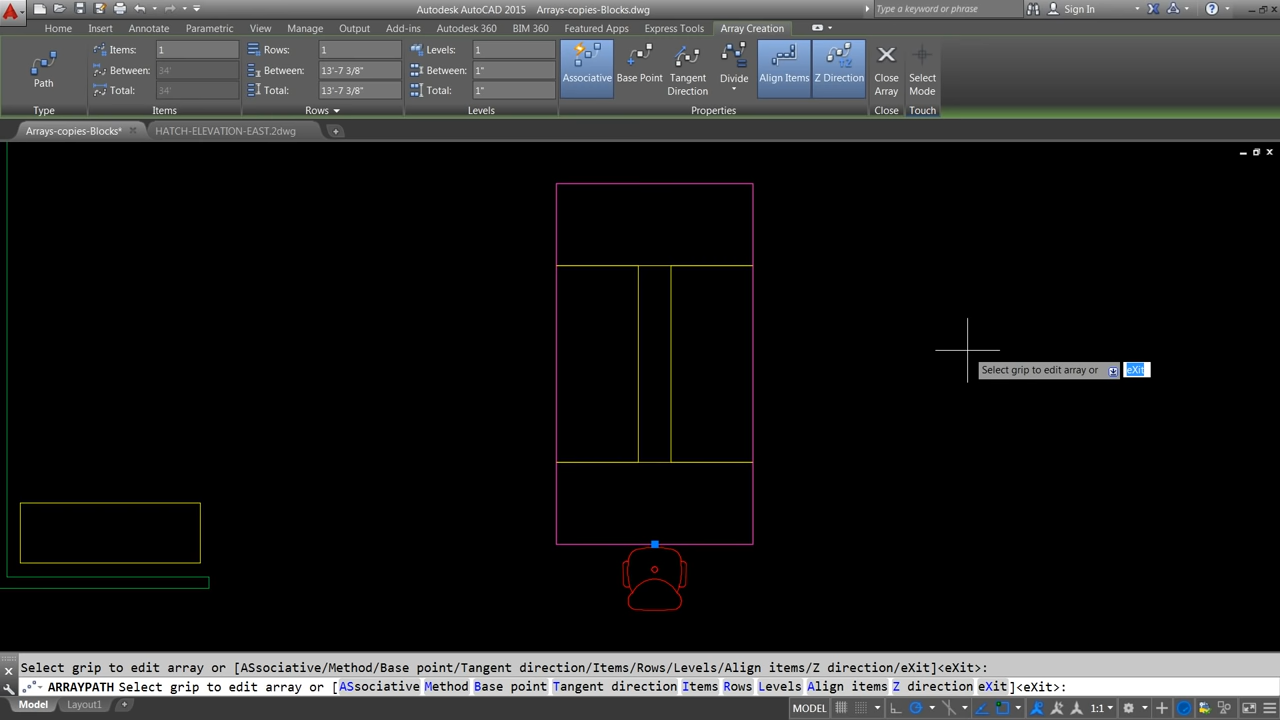 Autodesk AutoCAD 2015 Arrays-copies-Blocks.dwg
Type a keyword or phrase
Sign In
Home Insert Annotate Parametric View Manage Output Add-ins Autodesk 360 BIM 360 Featured Apps Express Tools Array Creation
Items: 1 Rows: 1 Levels: 1
Between: 34' Between: 13'-7 3/8" Between: 1"
Total: 34' Total: 13'-7 3/8" Total: 1"
Path
Associative Base Point Tangent Direction Divide Align Items Z Direction Close Array Select Mode
Type Items Rows Levels Properties Close Touch
Arrays-copies-Blocks* HATCH-ELEVATION-EAST.2dwg
Select grip to edit array or eXit
Select grip to edit array or [ASsociative/Method/Base point/Tangent direction/Items/Rows/Levels/Align items/Z direction/eXit]<eXit>:
ARRAYPATH Select grip to edit array or [ASsociative Method Base point Tangent direction Items Rows Levels Align items Z direction eXit]<eXit>:
Model Layout1 MODEL 1:1